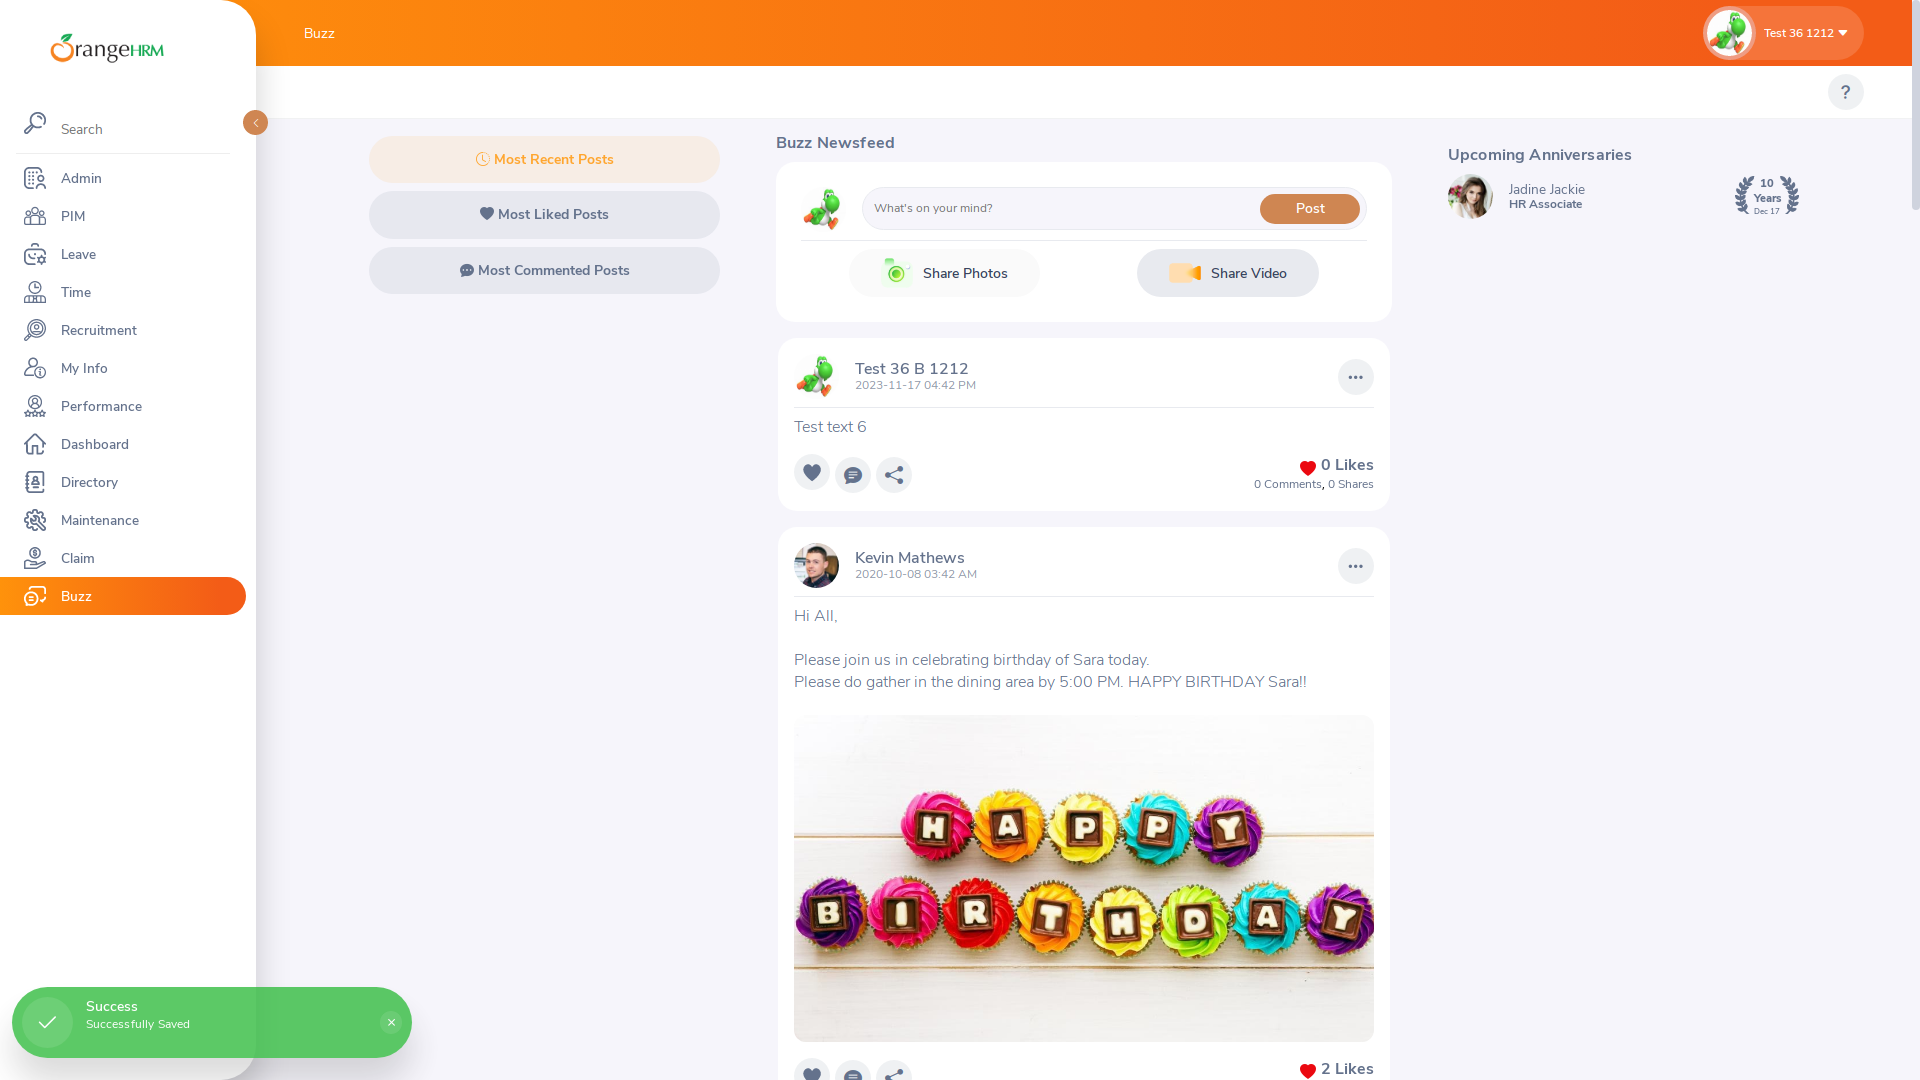 OrangeHRM
Search
Admin
PIM
Leave
Time
Recruitment
My Info
Performance
Dashboard
Directory
Maintenance
Claim
Buzz
Buzz
Test 36 1212
?
Most Recent Posts
Most Liked Posts
Most Commented Posts
Buzz Newsfeed
What's on your mind?
Post
Share Photos
Share Video
Test 36 B 1212
2023-11-17 04:42 PM
Test text 6
0 Likes
0 Comments, 0 Shares
Kevin Mathews
2020-10-08 03:42 AM
Hi All,
Please join us in celebrating birthday of Sara today.
Please do gather in the dining area by 5:00 PM. HAPPY BIRTHDAY Sara!!
HAPPY
BIRTHDAY
2 Likes
Upcoming Anniversaries
Jadine Jackie
HR Associate
10
Years
Dec 17
Success
Successfully Saved